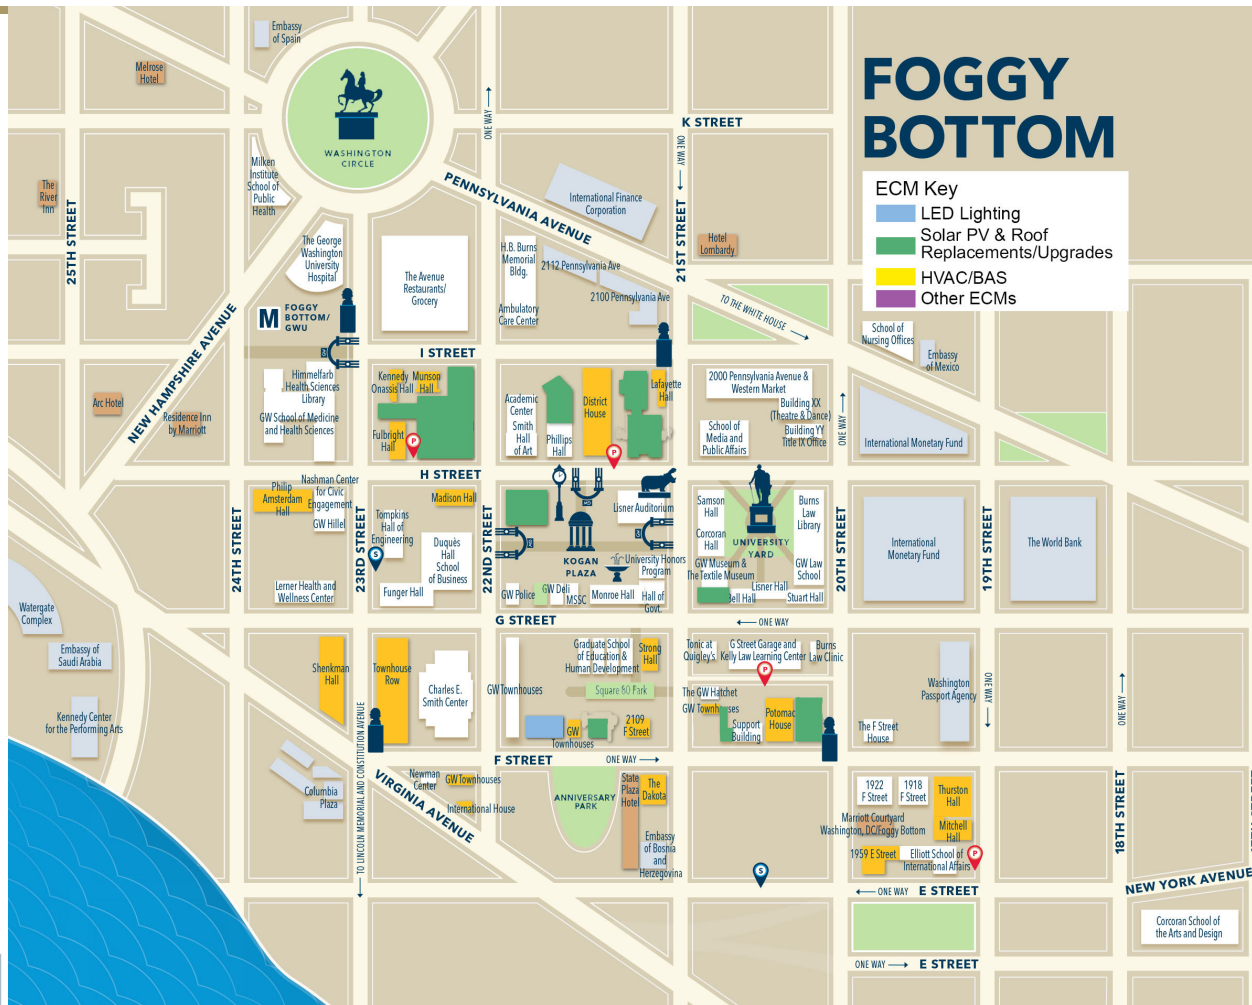 FOGGY
BOTTOM
ECM Key
LED Lighting
Solar PV & Roof
Replacements/Upgrades
HVAC/BAS
Other ECMs
Embassy
of Spain
Melrose
Hotel
WASHINGTON
CIRCLE
ONE WAY
K STREET
ONE WAY
Milken
Institute
School of
Public
Health
The
River
Inn
25TH STREET
PENNSYLVANIA AVENUE
International Finance
Corporation
21ST STREET
Hotel
Lombardy
The George
Washington
University
Hospital
The Avenue
Restaurants/
Grocery
H.B. Burns
Memorial
Bldg.
2112 Pennsylvania Ave
2100 Pennsylvania Ave
Ambulatory
Care Center
TO THE WHITE HOUSE
M
FOGGY
BOTTOM/
GWU
NEW HAMPSHIRE AVENUE
School of
Nursing Offices
Embassy
of Mexico
I STREET
Himmelfarb
Health Sciences
Library
GW School of Medicine
and Health Sciences
Kennedy
Onassis Hall
Munson
Hall
Fulbright
Hall
P
Academic
Center
Smith
Hall
of Art
Phillips
Hall
District
House
Lafayette
Hall
P
2000 Pennsylvania Avenue &
Western Market
Building XX
(Theatre & Dance)
Building YY
Title IX Office
School of
Media and
Public Affairs
ONE WAY
International Monetary Fund
Arc Hotel
Residence Inn
by Marriott
H STREET
Philip
Amsterdam
Hall
Nashman Center
for Civic
Engagement
GW Hillel
Madison Hall
Tompkins
Hall of
Engineering
S
Duquès
Hall
School
of Business
Funger Hall
Lerner Health and
Wellness Center
24TH STREET
23RD STREET
22ND STREET
Lisner Auditorium
KOGAN
PLAZA
University Honors
Program
GW Police
GW Deli
MSSC
Monroe Hall
Hall of
Govt.
Samson
Hall
Corcoran
Hall
GW Museum &
The Textile Museum
UNIVERSITY
YARD
Burns
Law
Library
GW Law
School
Lisner Hall
Bell Hall
Stuart Hall
20TH STREET
International
Monetary Fund
19TH STREET
The World Bank
Watergate
Complex
Embassy of
Saudi Arabia
Kennedy Center
for the Performing Arts
G STREET
ONE WAY
Shenkman
Hall
Townhouse
Row
Charles E.
Smith Center
GW Townhouses
Graduate School
of Education &
Human Development
Strong
Hall
Square 80 Park
GW
Townhouses
2109
F Street
Tonic at
Quigley's
G Street Garage and
Kelly Law Learning Center
Burns
Law Clinic
P
The GW Hatchet
GW Townhouses
Support
Building
Potomac
House
The F Street
House
Washington
Passport Agency
ONE WAY
ONE WAY
F STREET
ONE WAY
TO LINCOLN MEMORIAL AND CONSTITUTION AVENUE
VIRGINIA AVENUE
Columbia
Plaza
Newman
Center
GW Townhouses
International House
ANNIVERSARY
PARK
State
Plaza
Hotel
The
Dakota
Embassy
of Bosnia
and
Herzegovina
S
1922
F Street
1918
F Street
Thurston
Hall
Marriott Courtyard
Washington, DC/Foggy Bottom
Mitchell
Hall
1959 E Street
Elliott School of
International Affairs
P
18TH STREET
ONE WAY
E STREET
NEW YORK AVENUE
Corcoran School of
the Arts and Design
ONE WAY
E STREET